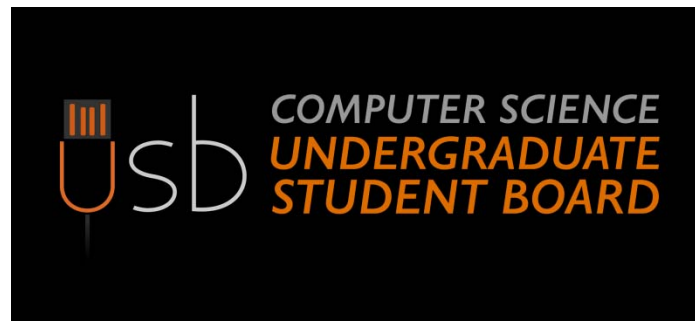 usb
COMPUTER SCIENCE
UNDERGRADUATE
STUDENT BOARD